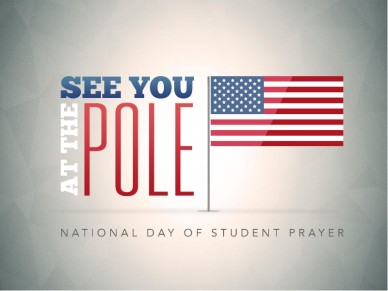 SEE YOU
AT THE
POLE
NATIONAL DAY OF STUDENT PRAYER